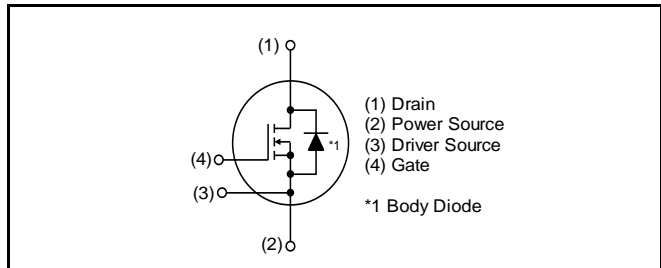 (1)
(1) Drain
(2) Power Source
(3) Driver Source
(4) Gate
*1
(4)
(3)
*1 Body Diode
(2)